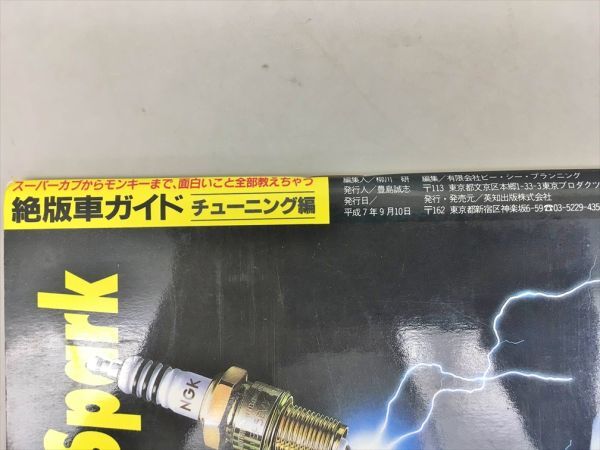 スーパーカブからモンキーまで、面白いこと全部教えちゃう
絶版車ガイド チューニング編
編集人/柳川 研 編集/有限会社ビー・シー・プランニング
発行人/豊島誠志 〒113 東京都文京区本郷1-33-3東京プロダクツ
発行日/ 発行・発売元/英知出版株式会社
平成7年9月10日 〒162 東京都新宿区神楽坂6-59☎03-5229-435
Spark
NGK